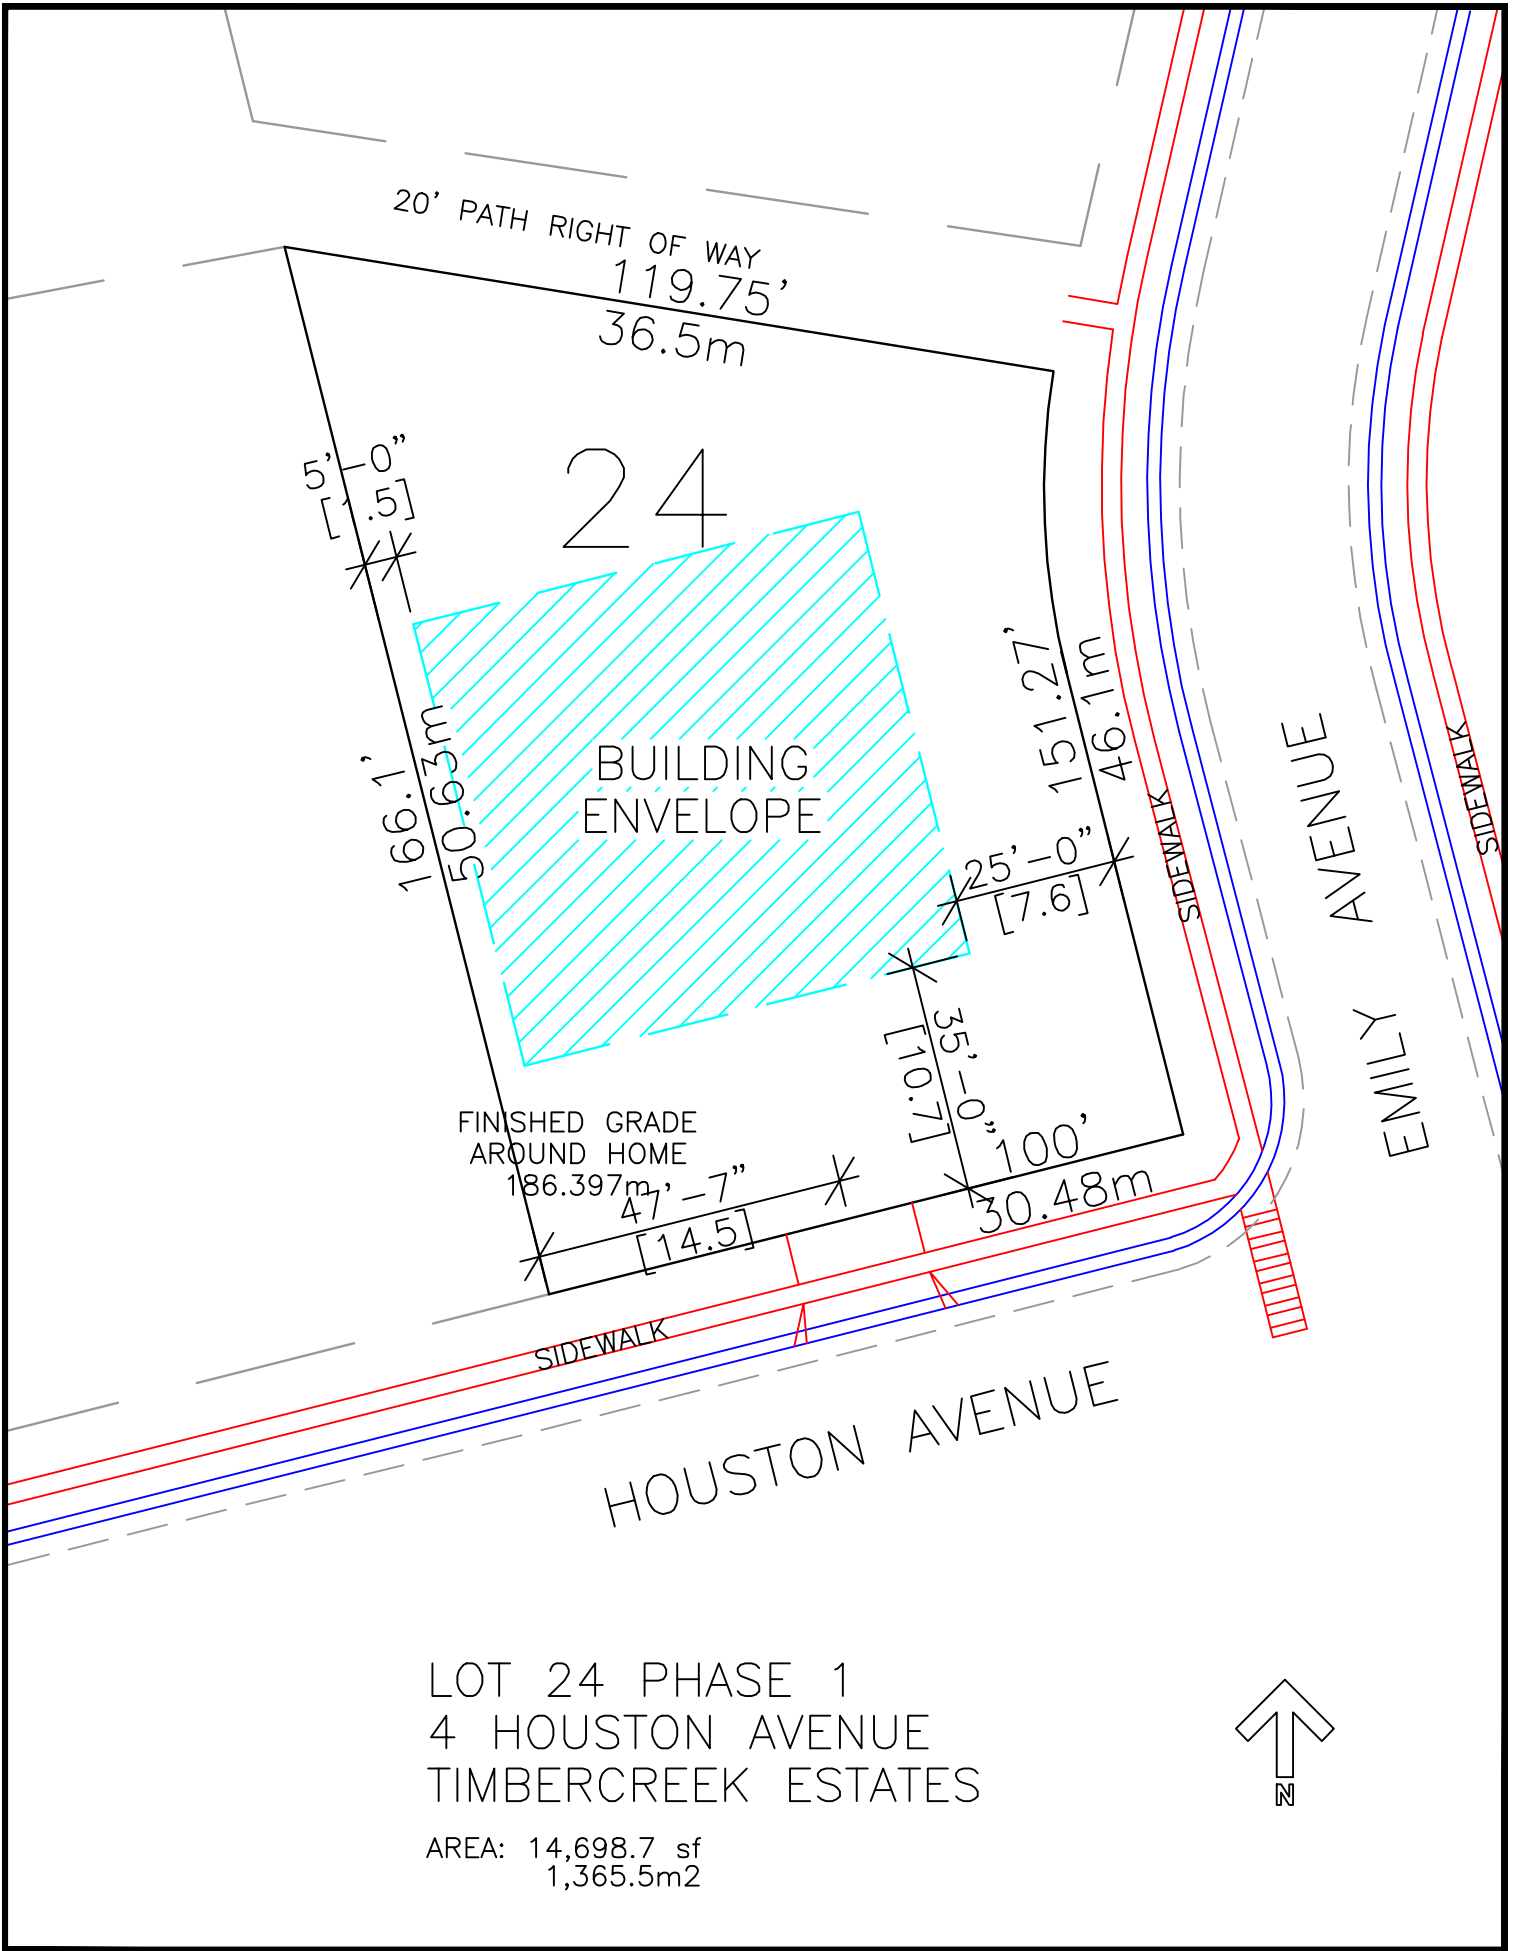 20' PATH RIGHT OF WAY
119.75'
36.5m
5'-0"
[1.5]
24
151.27'
46.1m
166.1'
50.63m
BUILDING
ENVELOPE
25'-0"
[7.6]
SIDEWALK
SIDEWALK
EMILY AVENUE
35'-0"
[10.7]
FINISHED GRADE
AROUND HOME
186.397m
47'-7"
[14.5]
100'
30.48m
SIDEWALK
HOUSTON AVENUE
LOT 24 PHASE 1
4 HOUSTON AVENUE
TIMBERCREEK ESTATES
AREA: 14,698.7 sf
1,365.5m2
N